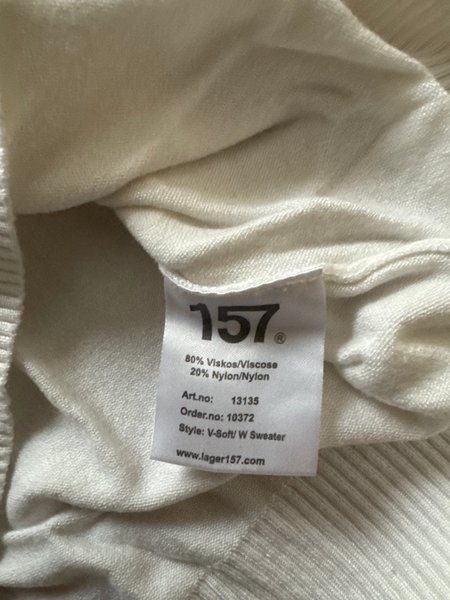 157®
80% Viskos/Viscose
20% Nylon/Nylon
Art.no: 13135
Order.no: 10372
Style: V-Soft/ W Sweater
www.lager157.com